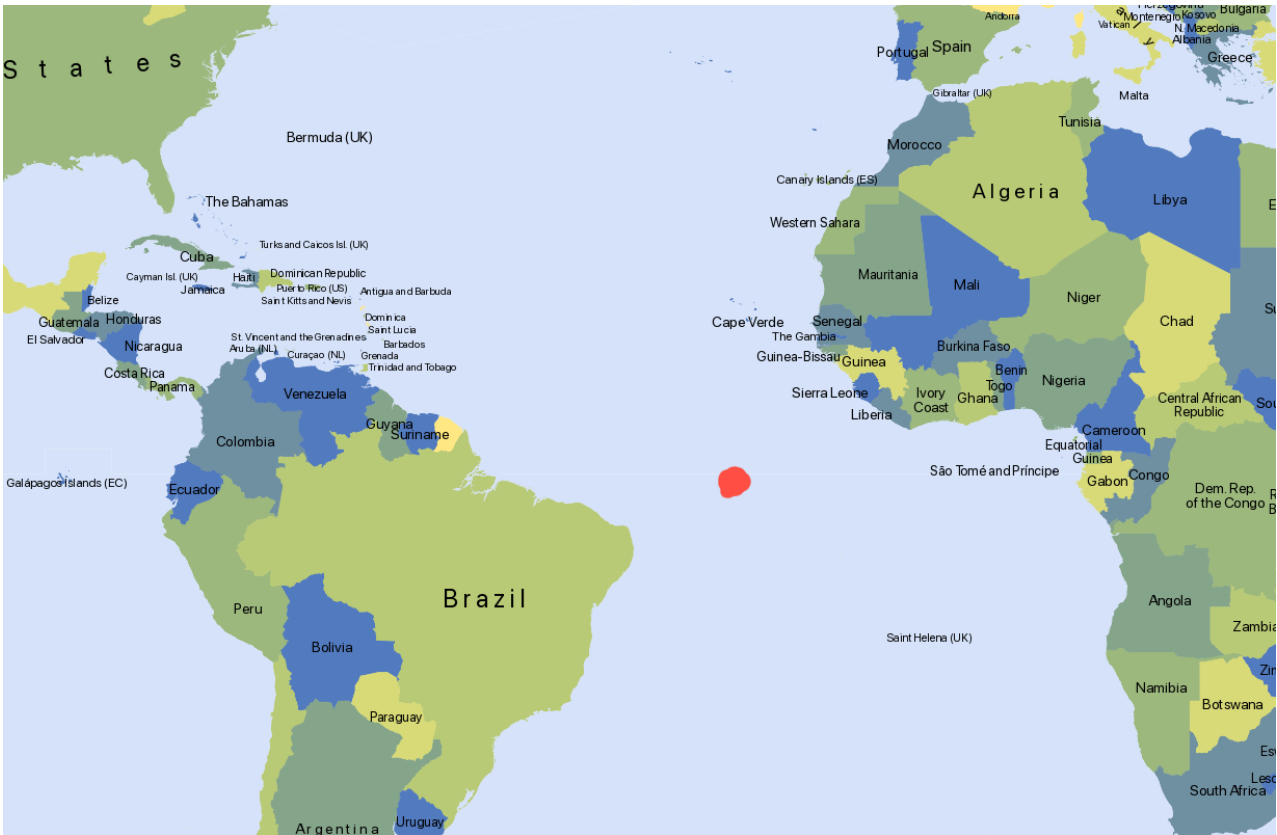 Andorra
Herzegovina
Bulgaria
Montenegro
Kosovo
Vatican
N. Macedonia
Albania
Portugal
Spain
Greece
States
Gibraltar (UK)
Malta
Tunisia
Bermuda (UK)
Morocco
Canary Islands (ES)
Algeria
Libya
The Bahamas
Western Sahara
Turks and Caicos Isl. (UK)
Cuba
Dominican Republic
Mauritania
Mali
Niger
Cayman Isl. (UK)
Haiti
Jamaica
Puerto Rico (US)
Antigua and Barbuda
Saint Kitts and Nevis
Belize
Guatemala
Honduras
Dominica
Cape Verde
Senegal
Chad
Saint Lucia
El Salvador
Nicaragua
St. Vincent and the Grenadines
The Gambia
Barbados
Burkina Faso
Aruba (NL)
Curaçao (NL)
Grenada
Guinea-Bissau
Guinea
Costa Rica
Trinidad and Tobago
Benin
Panama
Togo
Nigeria
Venezuela
Sierra Leone
Ivory
Coast
Ghana
Central African
Republic
Liberia
Guyana
Suriname
Cameroon
Colombia
Equatorial
Guinea
São Tomé and Príncipe
Congo
Galápagos Islands (EC)
Ecuador
Gabon
Dem. Rep.
of the Congo
Brazil
Peru
Angola
Zambia
Saint Helena (UK)
Bolivia
Namibia
Botswana
Paraguay
South Africa
Uruguay
Argentina